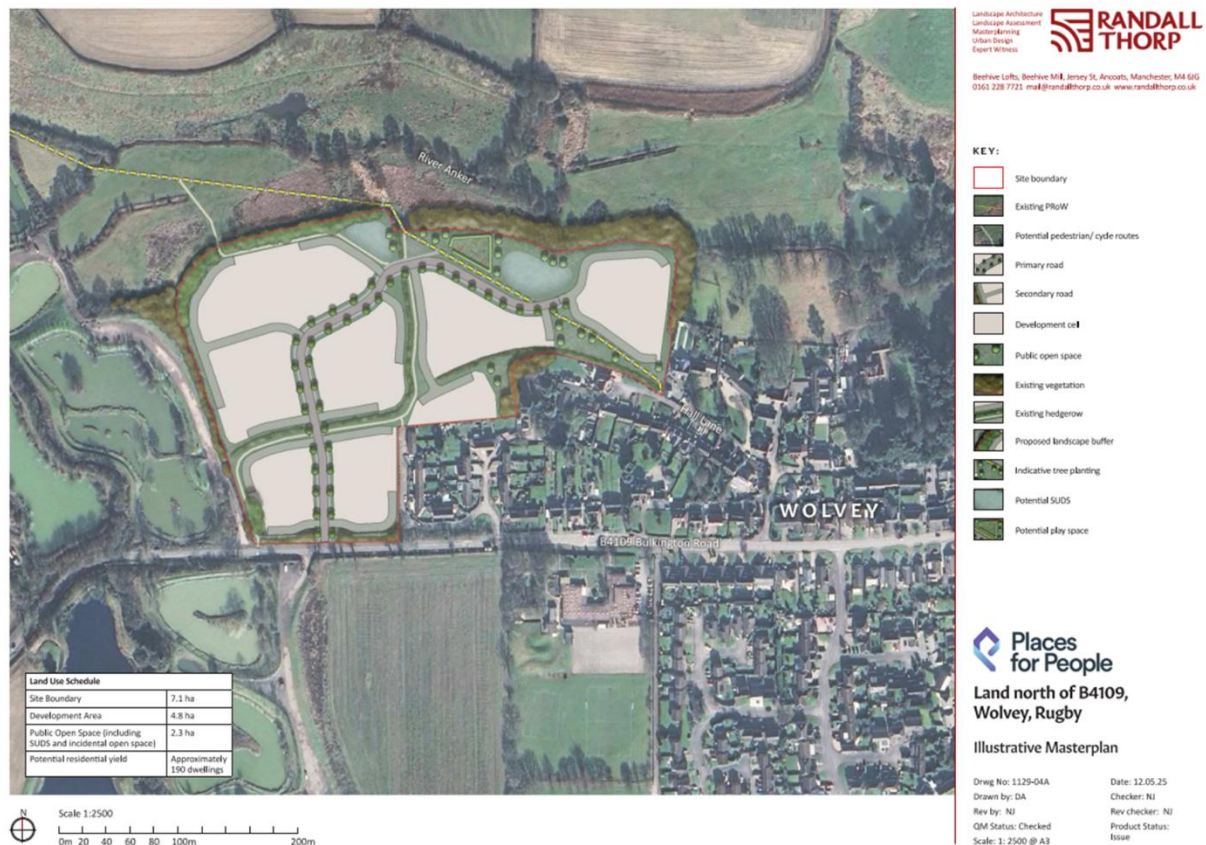 Landscape Architecture
Landscape Assessment
Masterplanning
Urban Design
Expert Witness
RANDALL
THORP
Beehive Lofts, Beehive Mill, Jersey St, Ancoats, Manchester, M4 6JG
0161 228 7721 mail@randallthorp.co.uk www.randallthorp.co.uk
KEY:
Site boundary
Existing PRoW
Potential pedestrian/ cycle routes
Primary road
Secondary road
Development cell
Public open space
Existing vegetation
Existing hedgerow
Proposed landscape buffer
Indicative tree planting
Potential SUDS
Potential play space
River Anker
Hall Lane
WOLVEY
B4109 Bulkington Road
Land Use Schedule
Site Boundary 7.1 ha
Development Area 4.8 ha
Public Open Space (including 2.3 ha
SUDS and incidental open space)
Potential residential yield Approximately
190 dwellings
N
Scale 1:2500
0m 20 40 60 80 100m 200m
Places
for People
Land north of B4109,
Wolvey, Rugby
Illustrative Masterplan
Drwg No: 1129-04A Date: 12.05.25
Drawn by: DA Checker: NJ
Rev by: NJ Rev checker: NJ
QM Status: Checked Product Status:
Scale: 1: 2500 @ A3 Issue